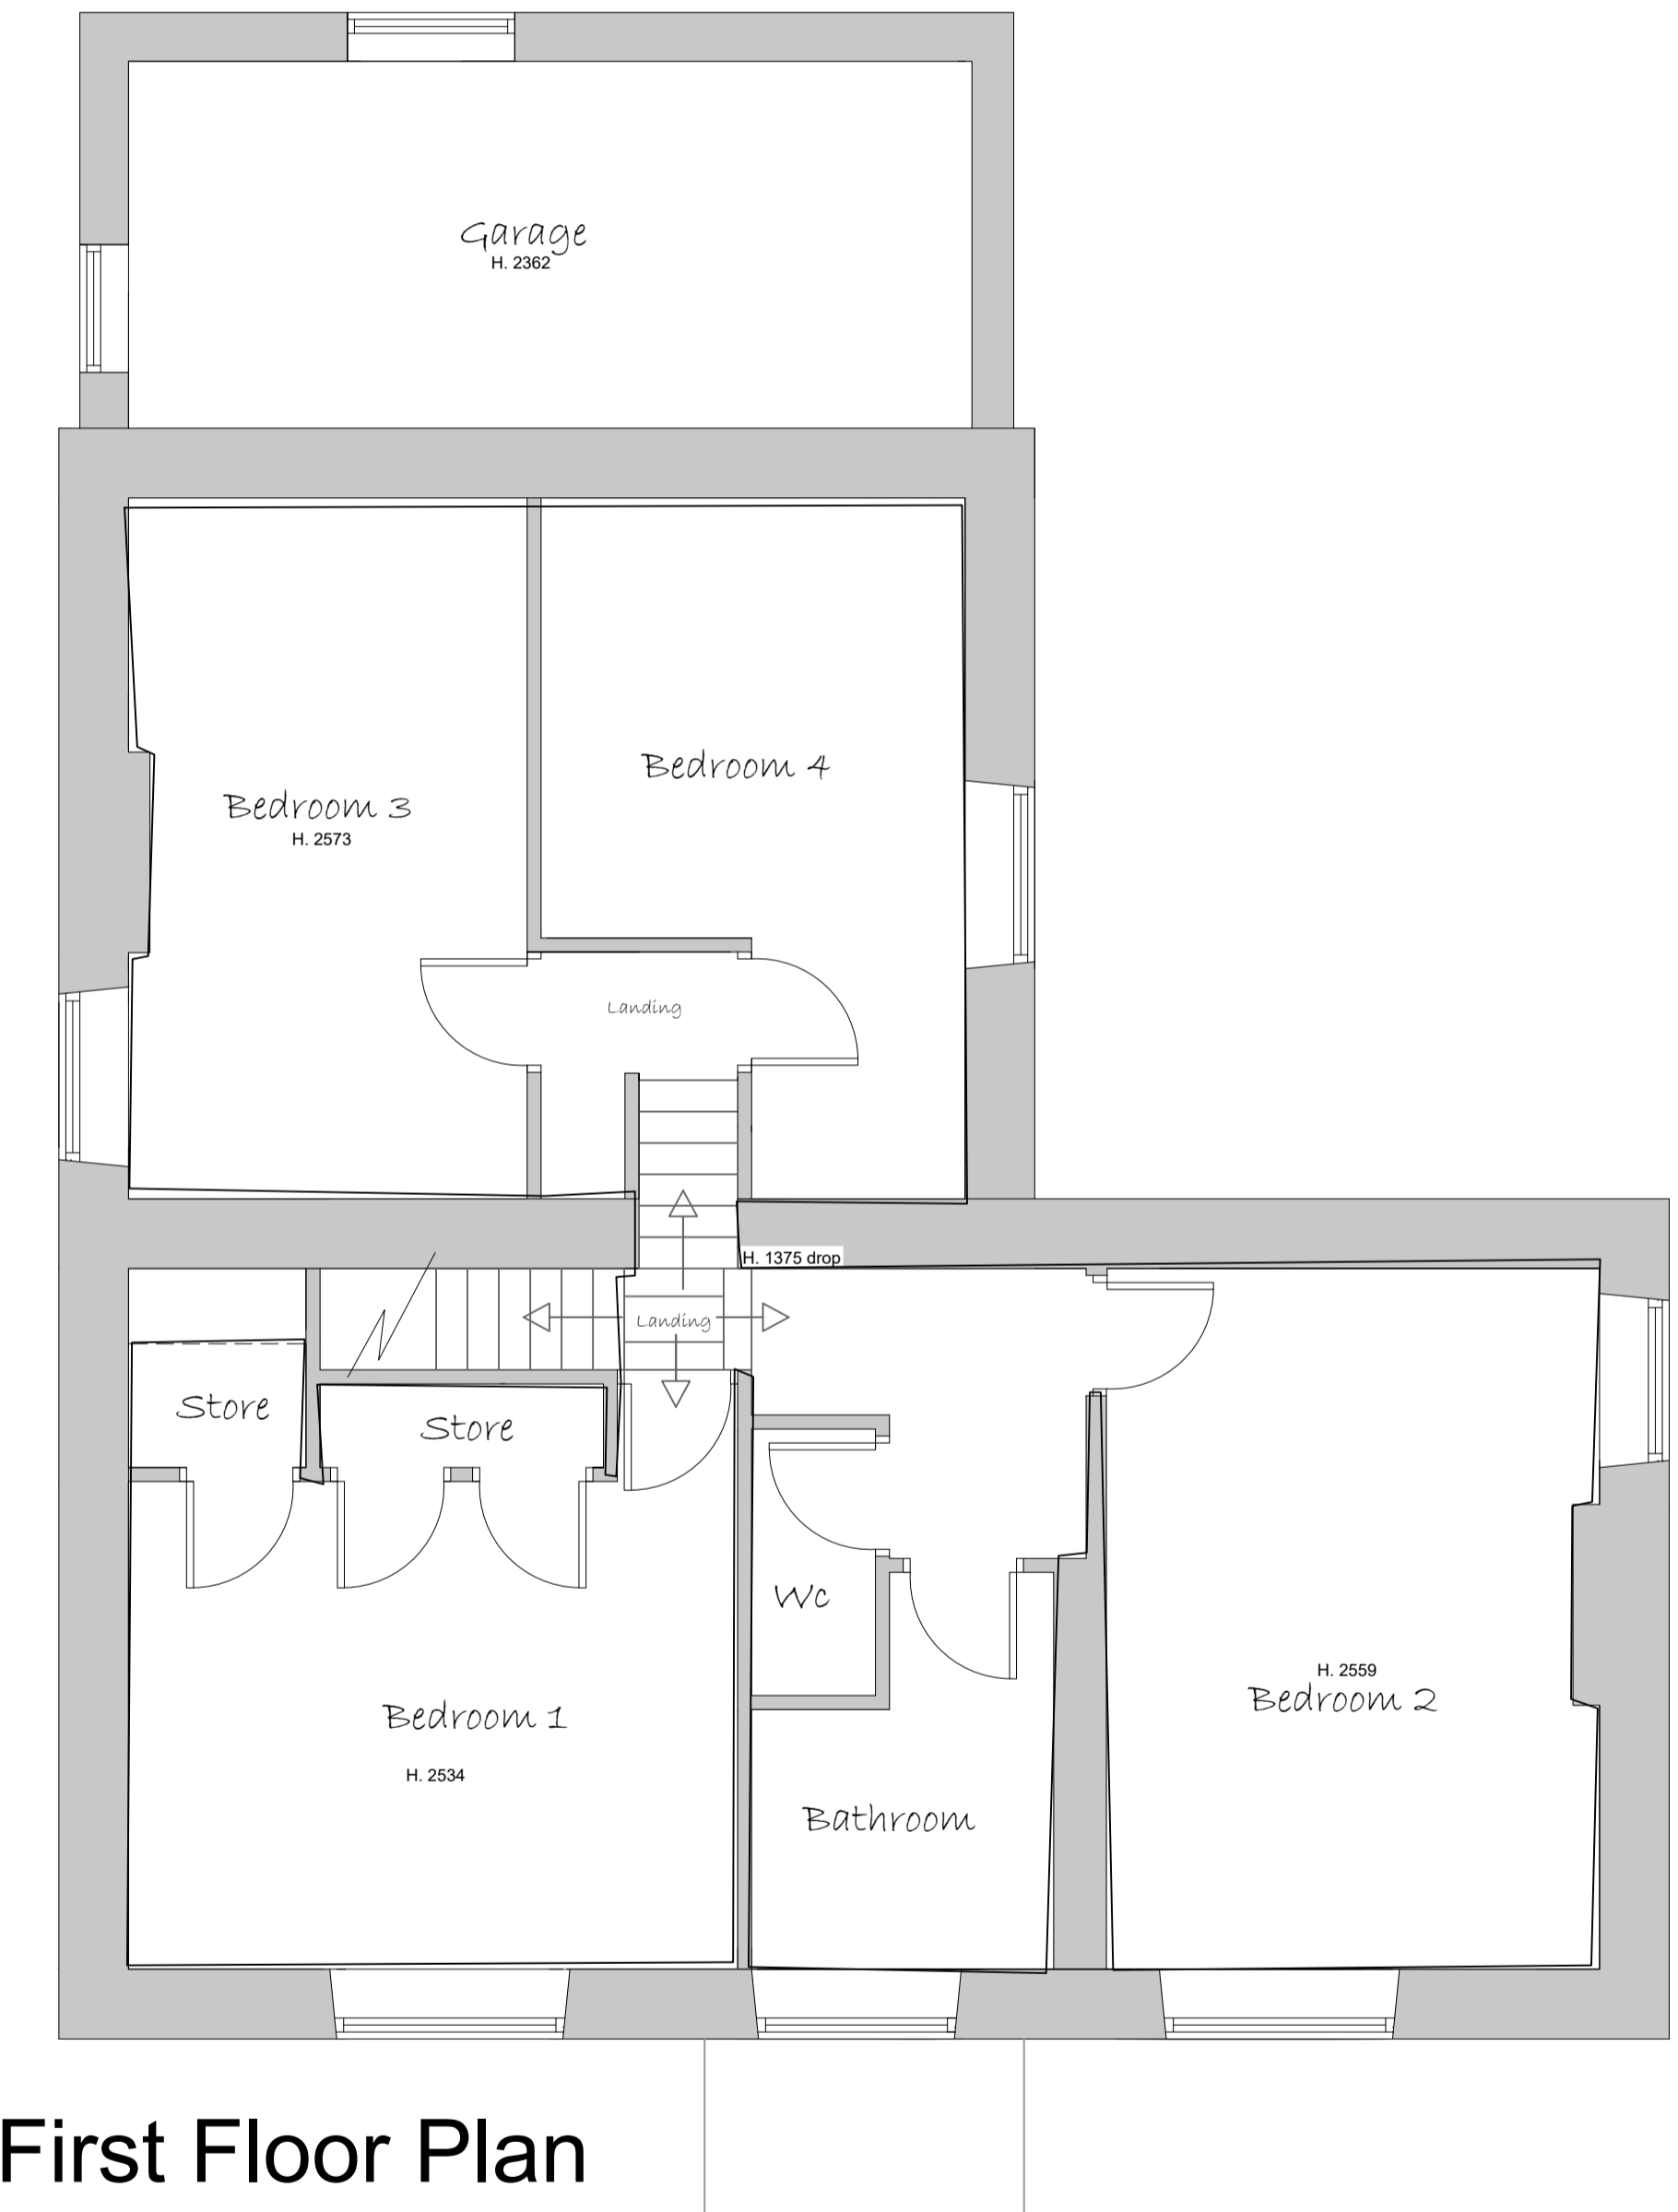 Garage
H. 2362
Bedroom 4
Bedroom 3
H. 2573
Landing
H. 1375 drop
Landing
Store
Store
Wc
H. 2559
Bedroom 2
Bedroom 1
H. 2534
Bathroom
First Floor Plan